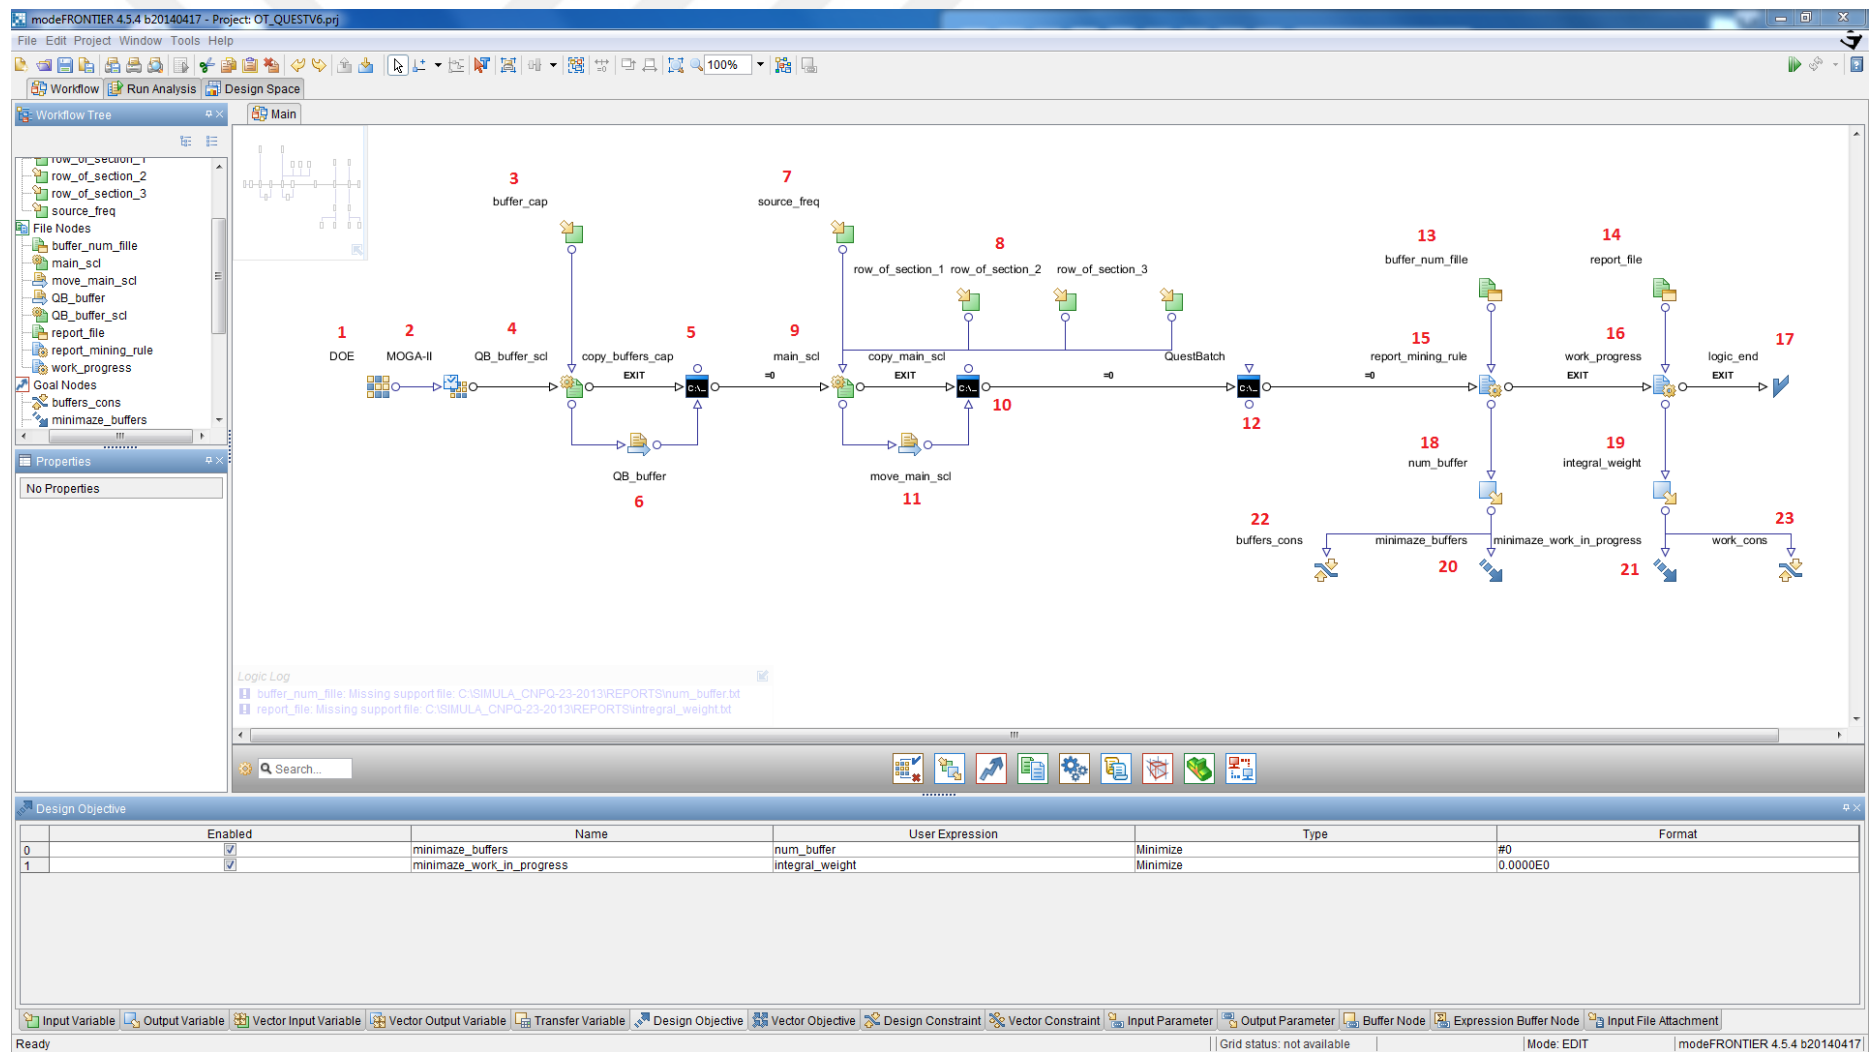 modeFRONTIER 4.5.4 b20140417 - Project: OT_QUESTV6.prj
File Edit Project Window Tools Help
100%
Workflow Run Analysis Design Space
Workflow Tree
Main
row_of_section_1
row_of_section_2
row_of_section_3
source_freq
File Nodes
buffer_num_fille
main_scl
move_main_scl
QB_buffer
QB_buffer_scl
report_file
report_mining_rule
work_progress
Goal Nodes
buffers_cons
minimaze_buffers
Properties
No Properties
3
buffer_cap
7
source_freq
8
row_of_section_1 row_of_section_2 row_of_section_3
13
buffer_num_fille
14
report_file
1
DOE
2
MOGA-II
4
QB_buffer_scl
copy_buffers_cap
5
EXIT
=0
9
main_scl
copy_main_scl
EXIT
10
=0
QuestBatch
C:\_
C:\_
C:\_
12
=0
15
report_mining_rule
16
work_progress
EXIT
17
logic_end
EXIT
QB_buffer
6
move_main_scl
11
18
num_buffer
19
integral_weight
22
buffers_cons
minimaze_buffers
20
minimaze_work_in_progress
21
23
work_cons
Logic Log
buffer_num_fille: Missing support file: C:\SIMULA_CNPQ-23-2013\REPORTS\num_buffer.txt
report_file: Missing support file: C:\SIMULA_CNPQ-23-2013\REPORTS\intregral_weight.txt
Search...
Design Objective
Enabled Name User Expression Type Format
0 minimaze_buffers num_buffer Minimize #0
1 minimaze_work_in_progress integral_weight Minimize 0.0000E0
Input Variable Output Variable Vector Input Variable Vector Output Variable Transfer Variable Design Objective Vector Objective Design Constraint Vector Constraint Input Parameter Output Parameter Buffer Node Expression Buffer Node Input File Attachment
Ready Grid status: not available Mode: EDIT modeFRONTIER 4.5.4 b20140417